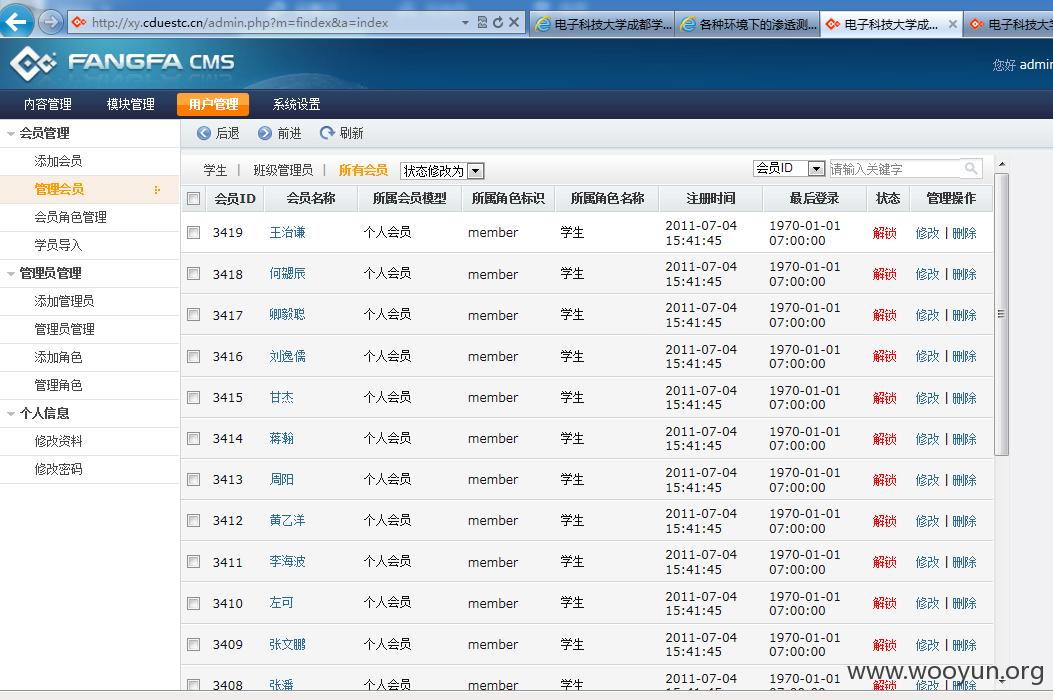 http://xy.cduestc.cn/admin.php?m=findex&a=index
电子科技大学成都学...
各种环境下的渗透测...
电子科技大学成...
电子科技大学
FANGFA CMS
您好 admin
内容管理 模块管理 用户管理 系统设置
会员管理
添加会员
管理会员
会员角色管理
学员导入
管理员管理
添加管理员
管理员管理
添加角色
管理角色
个人信息
修改资料
修改密码
后退 前进 刷新
学生 | 班级管理员 | 所有会员 状态修改为 会员ID 请输入关键字
会员ID 会员名称 所属会员模型 所属角色标识 所属角色名称 注册时间 最后登录 状态 管理操作
3419 王治谦 个人会员 member 学生 2011-07-04 15:41:45 1970-01-01 07:00:00 解锁 修改 | 删除
3418 何勰辰 个人会员 member 学生 2011-07-04 15:41:45 1970-01-01 07:00:00 解锁 修改 | 删除
3417 卿毅聪 个人会员 member 学生 2011-07-04 15:41:45 1970-01-01 07:00:00 解锁 修改 | 删除
3416 刘逸儒 个人会员 member 学生 2011-07-04 15:41:45 1970-01-01 07:00:00 解锁 修改 | 删除
3415 甘杰 个人会员 member 学生 2011-07-04 15:41:45 1970-01-01 07:00:00 解锁 修改 | 删除
3414 蒋翰 个人会员 member 学生 2011-07-04 15:41:45 1970-01-01 07:00:00 解锁 修改 | 删除
3413 周阳 个人会员 member 学生 2011-07-04 15:41:45 1970-01-01 07:00:00 解锁 修改 | 删除
3412 黄乙洋 个人会员 member 学生 2011-07-04 15:41:45 1970-01-01 07:00:00 解锁 修改 | 删除
3411 李海波 个人会员 member 学生 2011-07-04 15:41:45 1970-01-01 07:00:00 解锁 修改 | 删除
3410 左可 个人会员 member 学生 2011-07-04 15:41:45 1970-01-01 07:00:00 解锁 修改 | 删除
3409 张文鹏 个人会员 member 学生 2011-07-04 15:41:45 1970-01-01 07:00:00 解锁 修改 | 删除
3408 张潘 个人会员 member 学生 2011-07-04 1970-01-01 解锁 修改 | 删除
www.wooyun.org